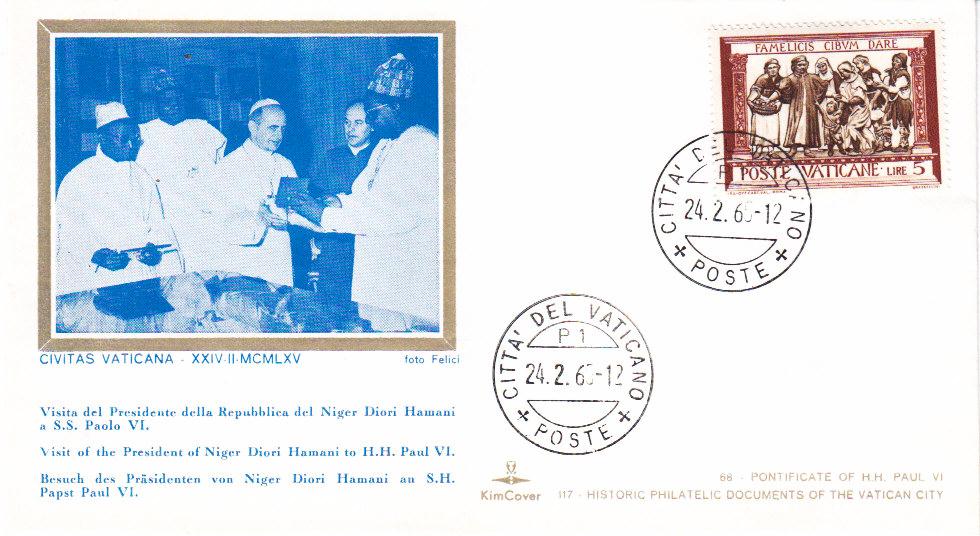 FAMELICIS CIBVM DARE
POSTE VATICANE LIRE 5
CITTA' DEL VATICANO
24.2.65-12
POSTE
CITTA' DEL VATICANO
P 1
24.2.65-12
POSTE
CIVITAS VATICANA - XXIV·II·MCMLXV
foto Felici
Visita del Presidente della Repubblica del Niger Diori Hamani
a S.S. Paolo VI.
Visit of the President of Niger Diori Hamani to H.H. Paul VI.
Besuch des Präsidenten von Niger Diori Hamani au S.H.
Papst Paul VI.
KimCover
68 - PONTIFICATE OF H.H. PAUL VI
117 - HISTORIC PHILATELIC DOCUMENTS OF THE VATICAN CITY